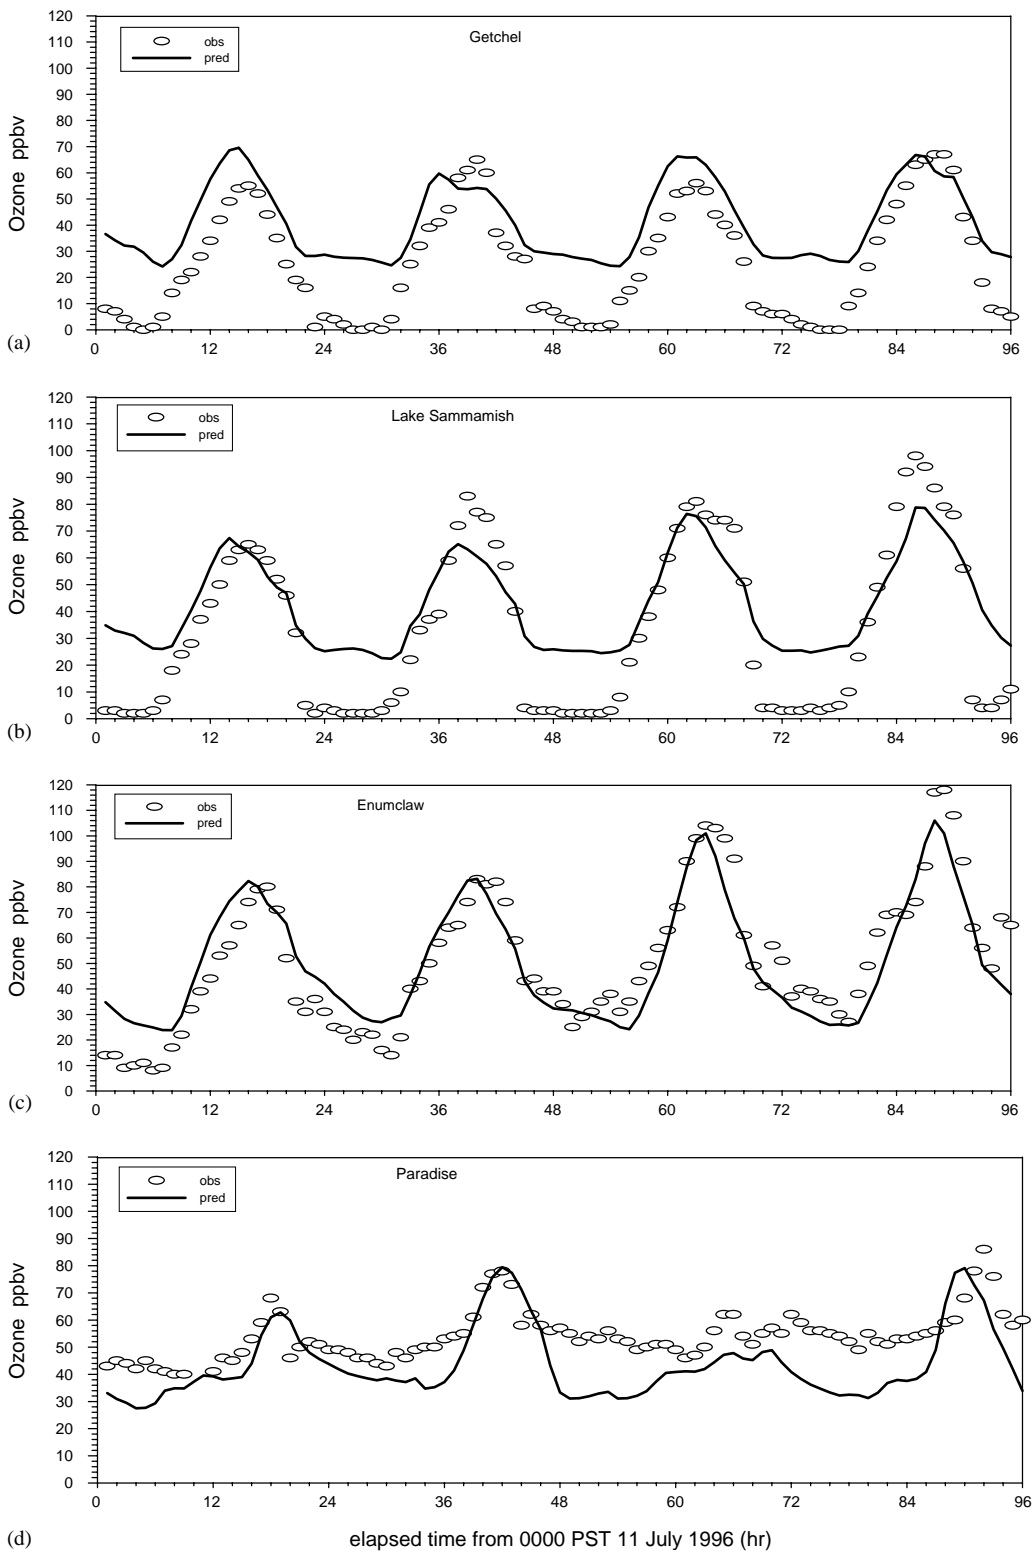 120
110
100
90
80
70
60
50
40
30
20
10
0
Ozone ppbv
obs
pred
Getchel
(a)
0 12 24 36 48 60 72 84 96
120
110
100
90
80
70
60
50
40
30
20
10
0
Ozone ppbv
obs
pred
Lake Sammamish
(b)
0 12 24 36 48 60 72 84 96
120
110
100
90
80
70
60
50
40
30
20
10
0
Ozone ppbv
obs
pred
Enumclaw
(c)
0 12 24 36 48 60 72 84 96
120
110
100
90
80
70
60
50
40
30
20
10
0
Ozone ppbv
obs
pred
Paradise
0 12 24 36 48 60 72 84 96
(d)
elapsed time from 0000 PST 11 July 1996 (hr)